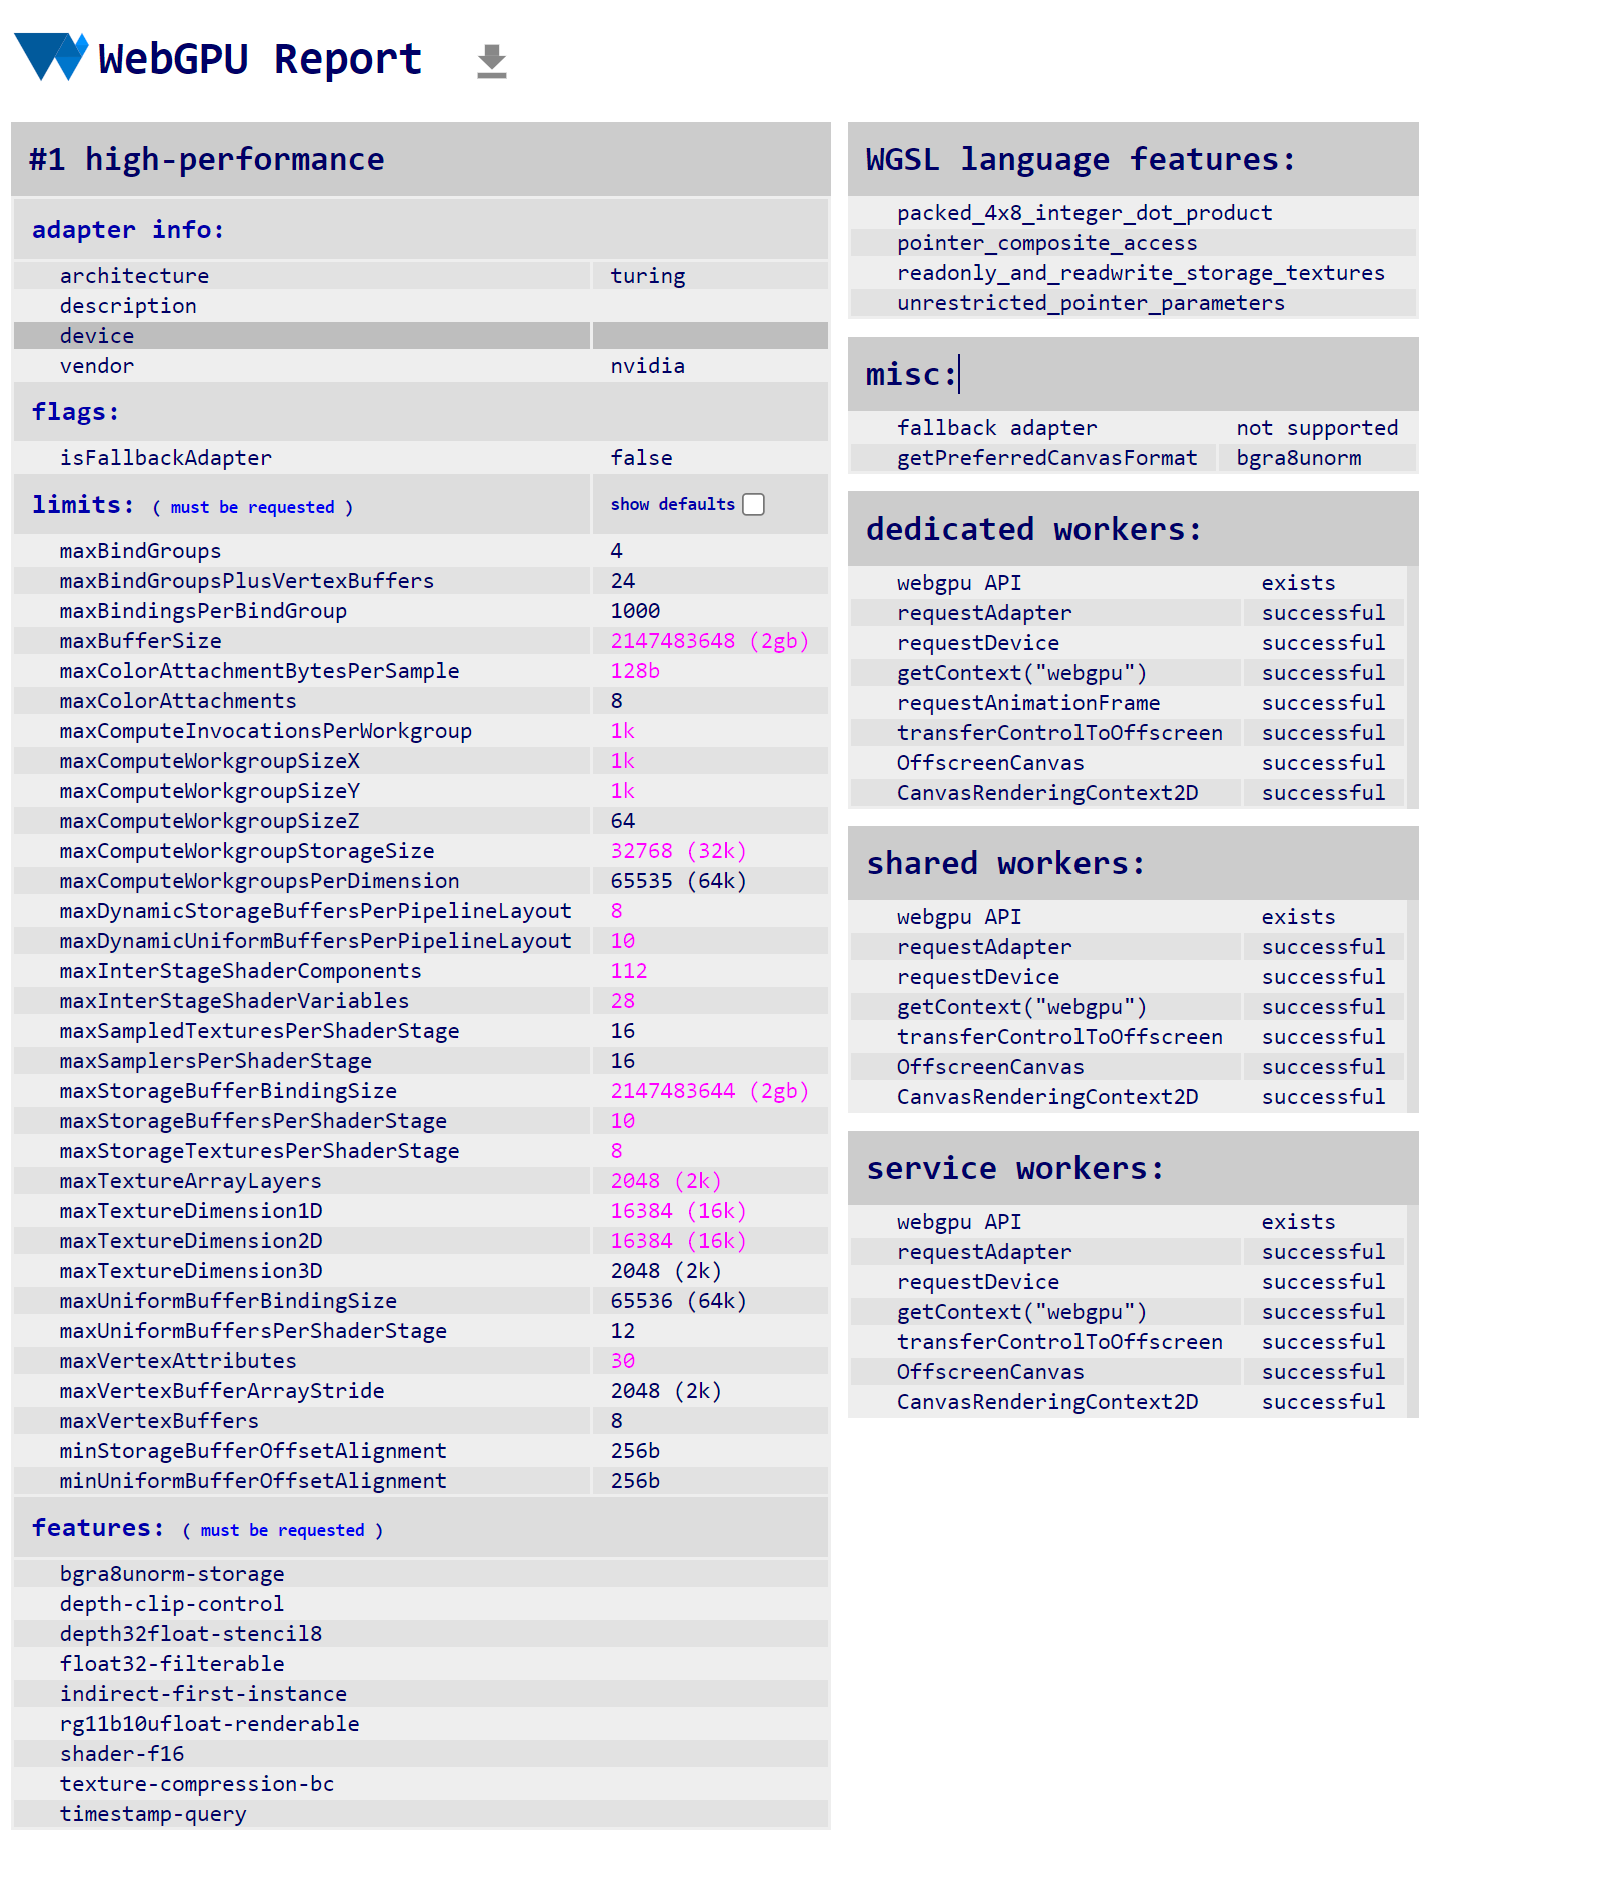 WebGPU Report
#1 high-performance
adapter info:
architecture turing
description
device
vendor nvidia
flags:
isFallbackAdapter false
limits: ( must be requested ) show defaults
maxBindGroups 4
maxBindGroupsPlusVertexBuffers 24
maxBindingsPerBindGroup 1000
maxBufferSize 2147483648 (2gb)
maxColorAttachmentBytesPerSample 128b
maxColorAttachments 8
maxComputeInvocationsPerWorkgroup 1k
maxComputeWorkgroupSizeX 1k
maxComputeWorkgroupSizeY 1k
maxComputeWorkgroupSizeZ 64
maxComputeWorkgroupStorageSize 32768 (32k)
maxComputeWorkgroupsPerDimension 65535 (64k)
maxDynamicStorageBuffersPerPipelineLayout 8
maxDynamicUniformBuffersPerPipelineLayout 10
maxInterStageShaderComponents 112
maxInterStageShaderVariables 28
maxSampledTexturesPerShaderStage 16
maxSamplersPerShaderStage 16
maxStorageBufferBindingSize 2147483644 (2gb)
maxStorageBuffersPerShaderStage 10
maxStorageTexturesPerShaderStage 8
maxTextureArrayLayers 2048 (2k)
maxTextureDimension1D 16384 (16k)
maxTextureDimension2D 16384 (16k)
maxTextureDimension3D 2048 (2k)
maxUniformBufferBindingSize 65536 (64k)
maxUniformBuffersPerShaderStage 12
maxVertexAttributes 30
maxVertexBufferArrayStride 2048 (2k)
maxVertexBuffers 8
minStorageBufferOffsetAlignment 256b
minUniformBufferOffsetAlignment 256b
features: ( must be requested )
bgra8unorm-storage
depth-clip-control
depth32float-stencil8
float32-filterable
indirect-first-instance
rg11b10ufloat-renderable
shader-f16
texture-compression-bc
timestamp-query
WGSL language features:
packed_4x8_integer_dot_product
pointer_composite_access
readonly_and_readwrite_storage_textures
unrestricted_pointer_parameters
misc:
fallback adapter not supported
getPreferredCanvasFormat bgra8unorm
dedicated workers:
webgpu API exists
requestAdapter successful
requestDevice successful
getContext("webgpu") successful
requestAnimationFrame successful
transferControlToOffscreen successful
OffscreenCanvas successful
CanvasRenderingContext2D successful
shared workers:
webgpu API exists
requestAdapter successful
requestDevice successful
getContext("webgpu") successful
transferControlToOffscreen successful
OffscreenCanvas successful
CanvasRenderingContext2D successful
service workers:
webgpu API exists
requestAdapter successful
requestDevice successful
getContext("webgpu") successful
transferControlToOffscreen successful
OffscreenCanvas successful
CanvasRenderingContext2D successful